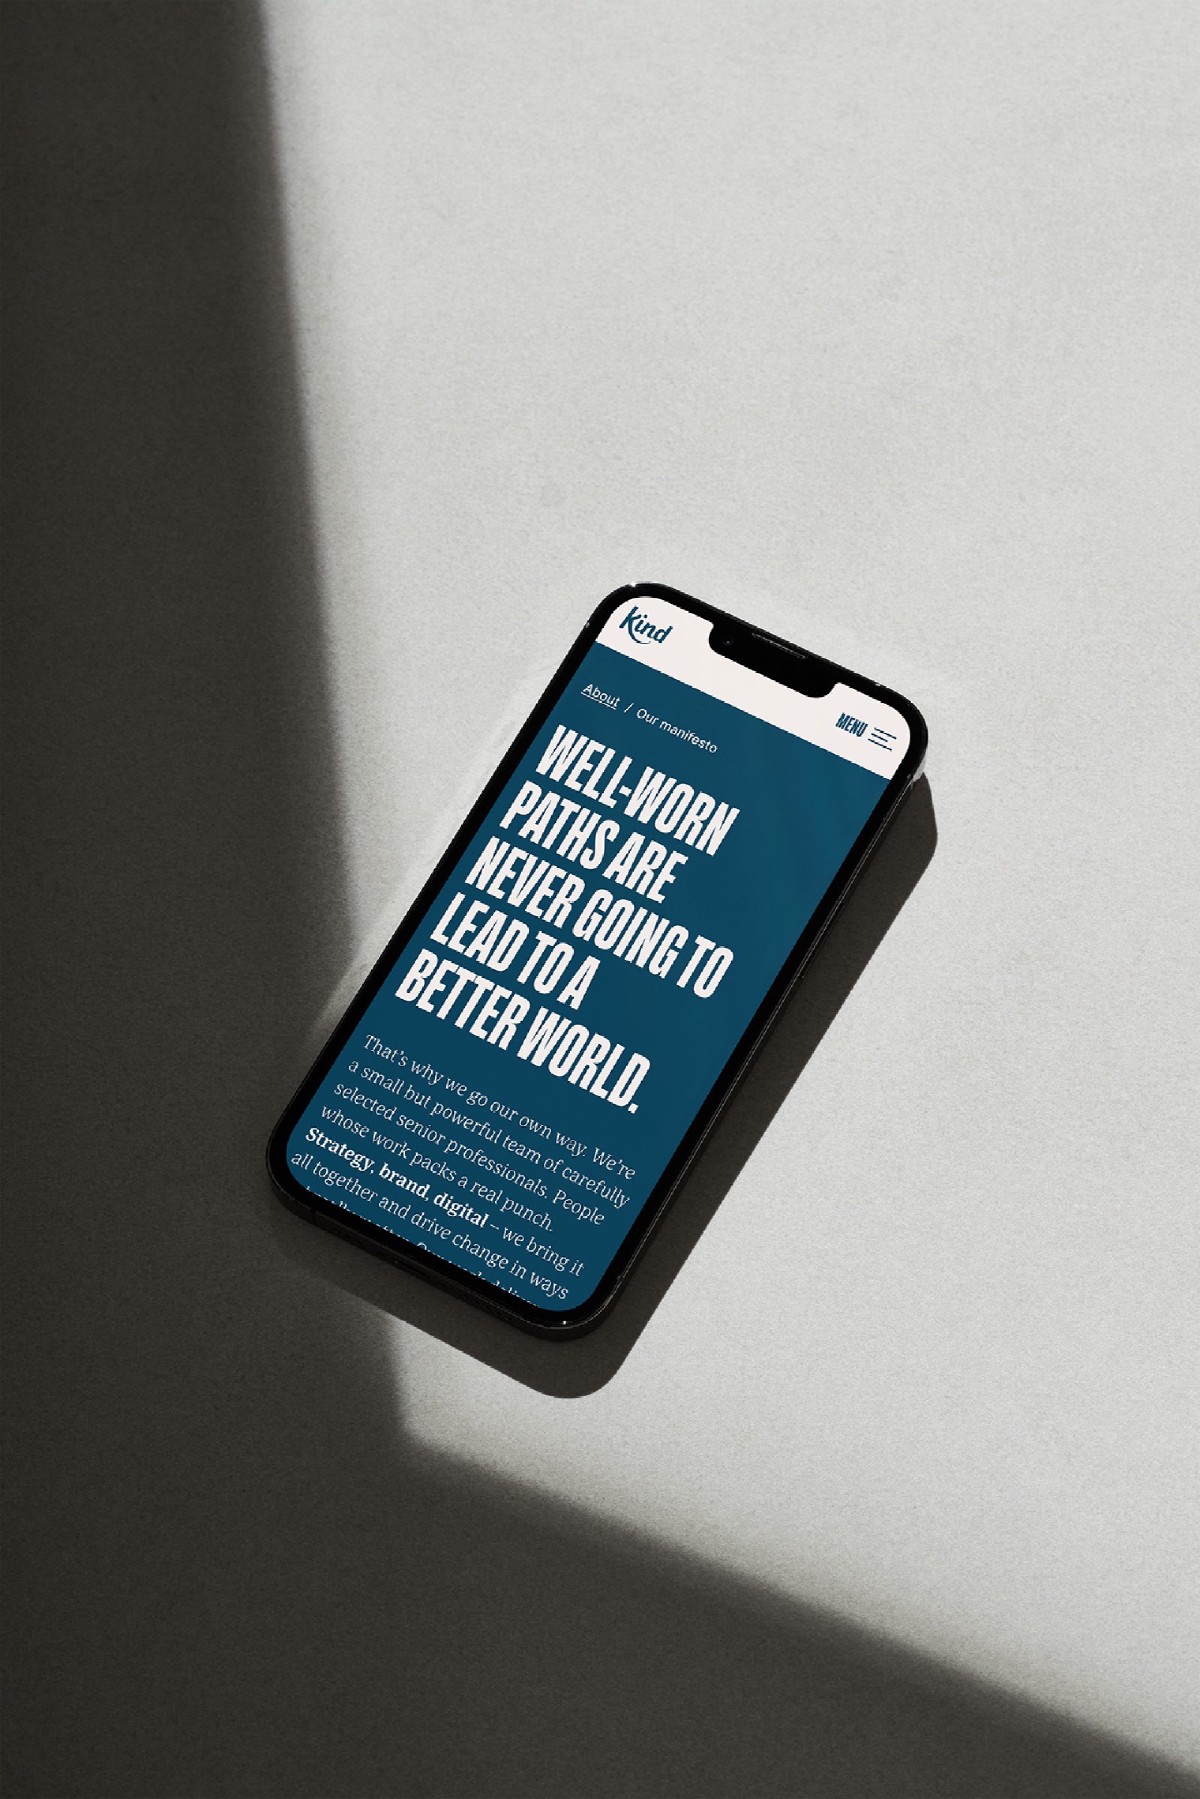 Kind
MENU
About / Our manifesto
WELL-WORN
PATHS ARE
NEVER GOING TO
LEAD TO A
BETTER WORLD.
That's why we go our own way. We're
a small but powerful team of carefully
selected senior professionals. People
whose work packs a real punch.
Strategy, brand, digital – we bring it
all together and drive change in ways